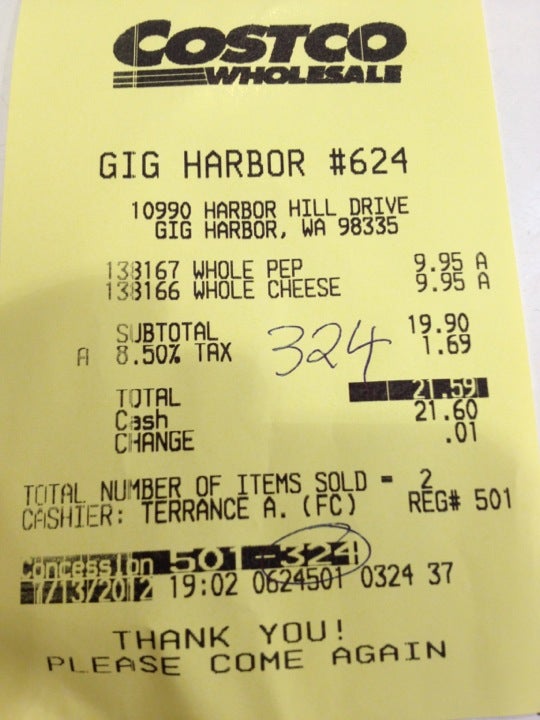 COSTCO
WHOLESALE
GIG HARBOR #624
10990 HARBOR HILL DRIVE
GIG HARBOR, WA 98335
138167 WHOLE PEP 9.95 A
138166 WHOLE CHEESE 9.95 A
SUBTOTAL 19.90
A 8.50% TAX 1.69
324
TOTAL 21.59
Cash 21.60
CHANGE .01
TOTAL NUMBER OF ITEMS SOLD = 2
CASHIER: TERRANCE A. (FC) REG# 501
Concession 501-324
1/13/2012 19:02 0624501 0324 37
THANK YOU!
PLEASE COME AGAIN